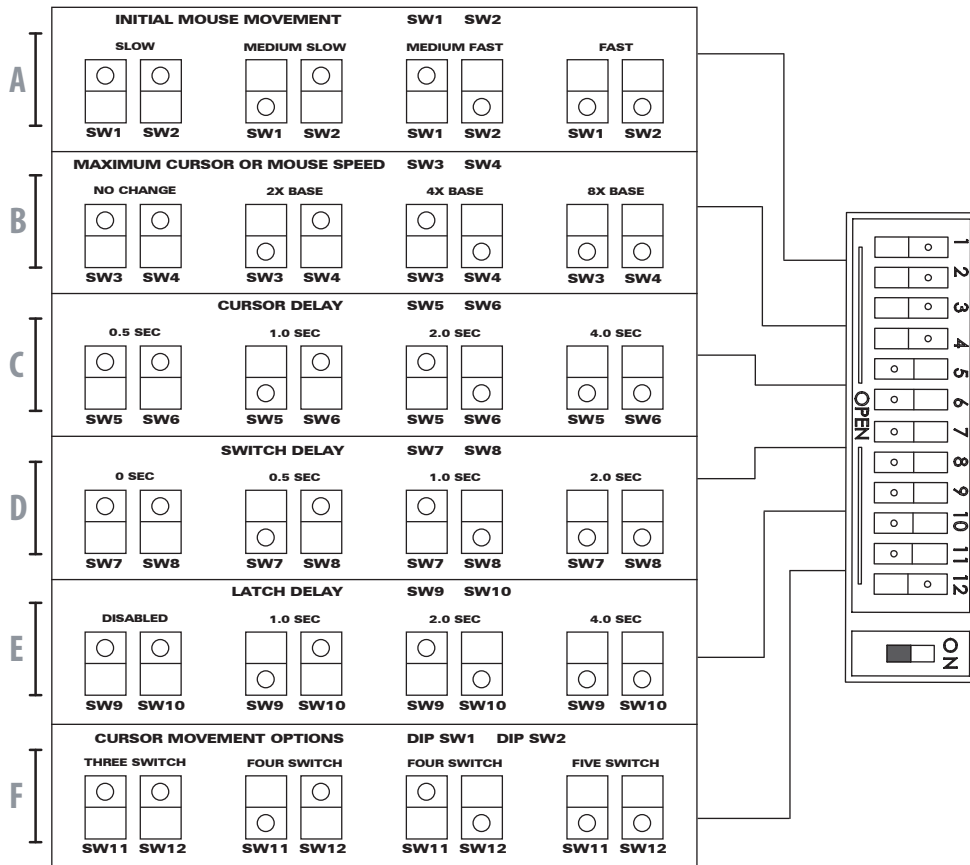 INITIAL MOUSE MOVEMENT SW1 SW2
A
SLOW MEDIUM SLOW MEDIUM FAST FAST
SW1 SW2 SW1 SW2 SW1 SW2 SW1 SW2
MAXIMUM CURSOR OR MOUSE SPEED SW3 SW4
B
NO CHANGE 2X BASE 4X BASE 8X BASE
SW3 SW4 SW3 SW4 SW3 SW4 SW3 SW4
CURSOR DELAY SW5 SW6
C
0.5 SEC 1.0 SEC 2.0 SEC 4.0 SEC
SW5 SW6 SW5 SW6 SW5 SW6 SW5 SW6
SWITCH DELAY SW7 SW8
D
0 SEC 0.5 SEC 1.0 SEC 2.0 SEC
SW7 SW8 SW7 SW8 SW7 SW8 SW7 SW8
LATCH DELAY SW9 SW10
E
DISABLED 1.0 SEC 2.0 SEC 4.0 SEC
SW9 SW10 SW9 SW10 SW9 SW10 SW9 SW10
CURSOR MOVEMENT OPTIONS DIP SW1 DIP SW2
F
THREE SWITCH FOUR SWITCH FOUR SWITCH FIVE SWITCH
SW11 SW12 SW11 SW12 SW11 SW12 SW11 SW12
1
2
3
4
5
6
7
8
9
10
11
12
OPEN
ON